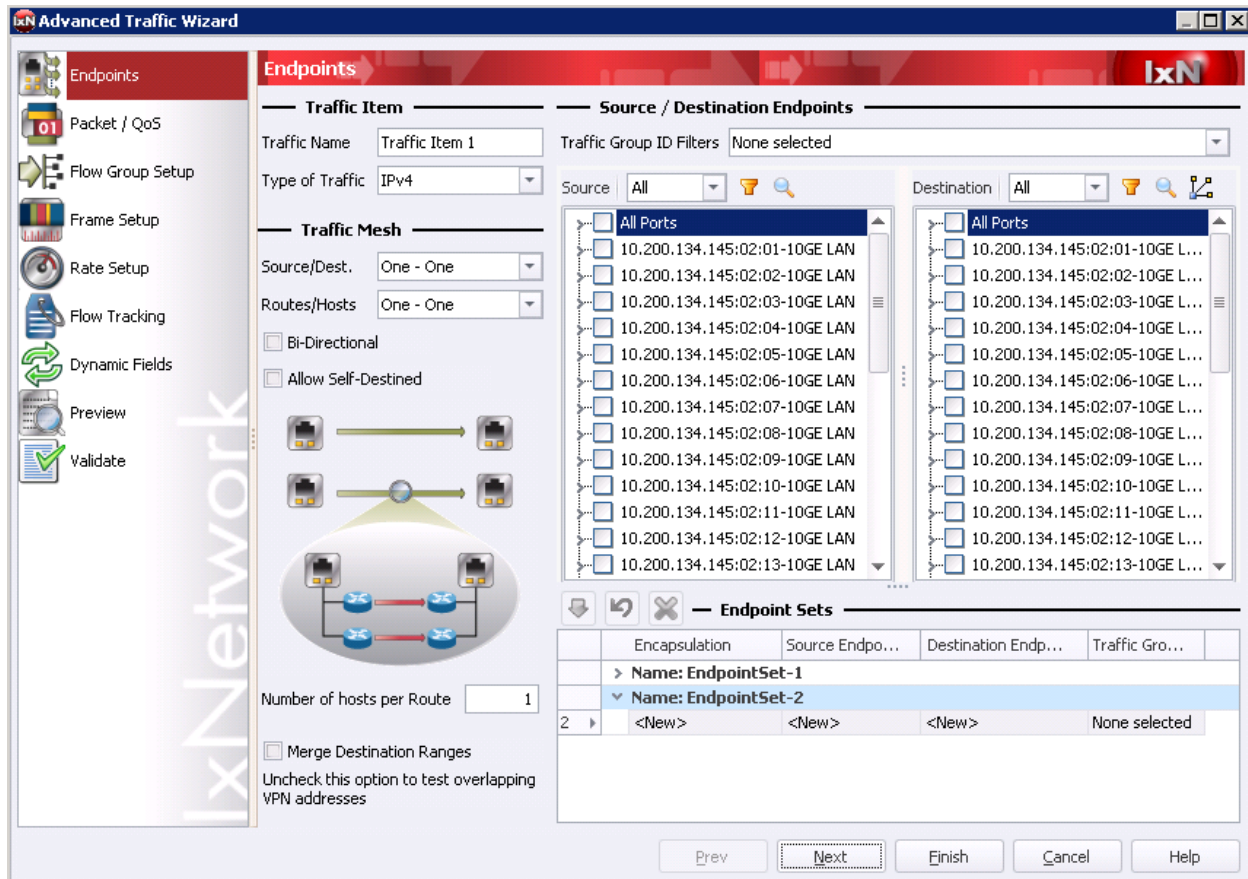 IxN Advanced Traffic Wizard
Endpoints
Packet / QoS
Flow Group Setup
Frame Setup
Rate Setup
Flow Tracking
Dynamic Fields
Preview
Validate
IxNetwork
Endpoints
IxN
Traffic Item
Traffic Name Traffic Item 1
Type of Traffic IPv4
Traffic Mesh
Source/Dest. One - One
Routes/Hosts One - One
Bi-Directional
Allow Self-Destined
Number of hosts per Route 1
Merge Destination Ranges
Uncheck this option to test overlapping
VPN addresses
Source / Destination Endpoints
Traffic Group ID Filters None selected
Source All
All Ports
10.200.134.145:02:01-10GE LAN
10.200.134.145:02:02-10GE LAN
10.200.134.145:02:03-10GE LAN
10.200.134.145:02:04-10GE LAN
10.200.134.145:02:05-10GE LAN
10.200.134.145:02:06-10GE LAN
10.200.134.145:02:07-10GE LAN
10.200.134.145:02:08-10GE LAN
10.200.134.145:02:09-10GE LAN
10.200.134.145:02:10-10GE LAN
10.200.134.145:02:11-10GE LAN
10.200.134.145:02:12-10GE LAN
10.200.134.145:02:13-10GE LAN
Destination All
All Ports
10.200.134.145:02:01-10GE L...
10.200.134.145:02:02-10GE L...
10.200.134.145:02:03-10GE L...
10.200.134.145:02:04-10GE L...
10.200.134.145:02:05-10GE L...
10.200.134.145:02:06-10GE L...
10.200.134.145:02:07-10GE L...
10.200.134.145:02:08-10GE L...
10.200.134.145:02:09-10GE L...
10.200.134.145:02:10-10GE L...
10.200.134.145:02:11-10GE L...
10.200.134.145:02:12-10GE L...
10.200.134.145:02:13-10GE L...
Endpoint Sets
Encapsulation Source Endpo... Destination Endp... Traffic Gro...
Name: EndpointSet-1
Name: EndpointSet-2
2 <New> <New> <New> None selected
Prev Next Finish Cancel Help